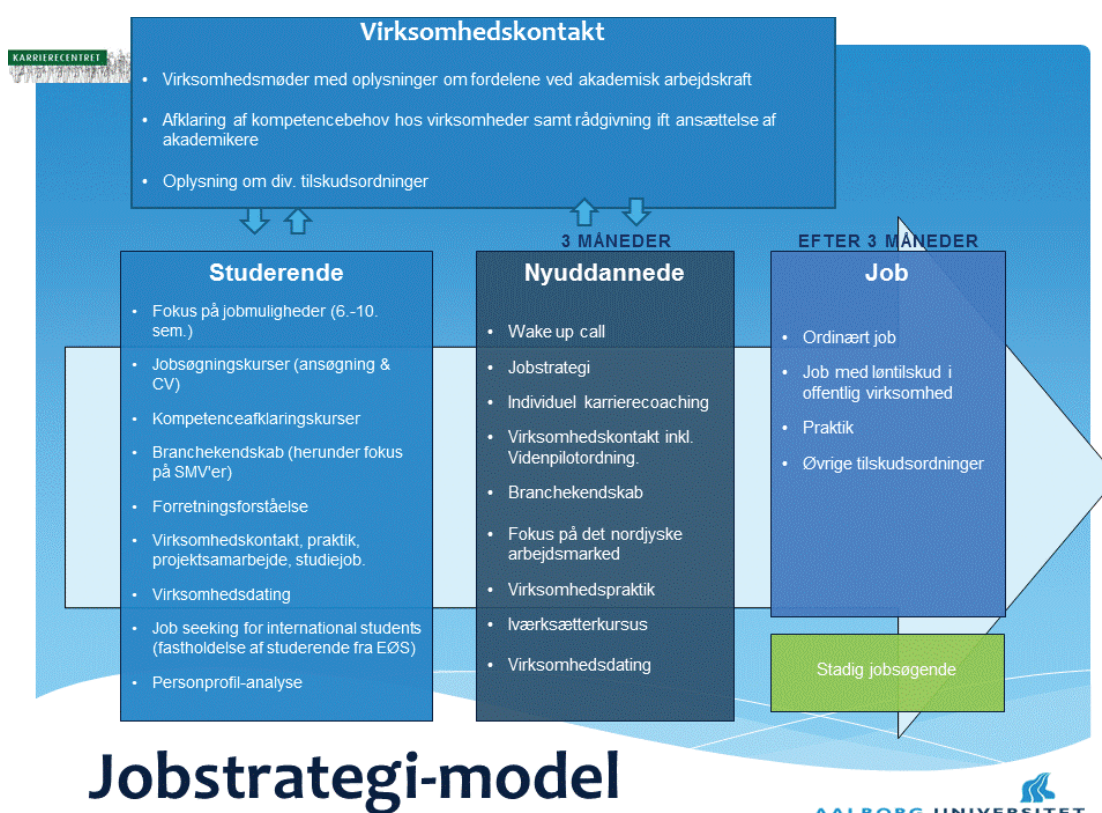 Virksomhedskontakt
KARRIERECENTRET
• Virksomhedsmøder med oplysninger om fordelene ved akademisk arbejdskraft
• Afklaring af kompetencebehov hos virksomheder samt rådgivning ift ansættelse af
akademikere
• Oplysning om div. tilskudsordninger
3 MÅNEDER
EFTER 3 MÅNEDER
Studerende
• Fokus på jobmuligheder (6.-10.
sem.)
• Jobsøgningskurser (ansøgning &
CV)
• Kompetenceafklaringskurser
• Branchekendskab (herunder fokus
på SMV'er)
• Forretningsforståelse
• Virksomhedskontakt, praktik,
projektsamarbejde, studiejob.
• Virksomhedsdating
• Job seeking for international students
(fastholdelse af studerende fra EØS)
• Personprofil-analyse
Nyuddannede
• Wake up call
• Jobstrategi
• Individuel karrierecoaching
• Virksomhedskontakt inkl.
Videnpilotordning.
• Branchekendskab
• Fokus på det nordjyske
arbejdsmarked
• Virksomhedspraktik
• Iværksætterkursus
• Virksomhedsdating
Job
• Ordinært job
• Job med løntilskud i
offentlig virksomhed
• Praktik
• Øvrige tilskudsordninger
Stadig jobsøgende
Jobstrategi-model
AALBORG UNIVERSITET